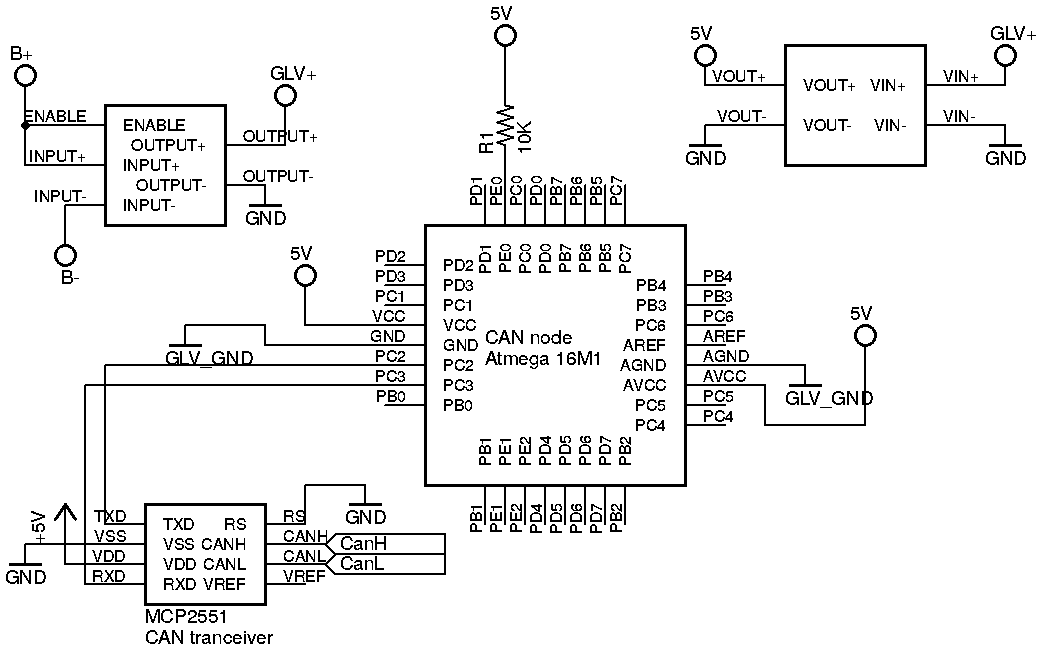 B+
ENABLE
INPUT+
INPUT-
B-
ENABLE
OUTPUT+
INPUT+
OUTPUT-
INPUT-
GLV+
OUTPUT+
OUTPUT-
GND
5V
R1
10K
5V
VOUT+
VOUT-
GND
VOUT+ VIN+
VOUT- VIN-
GLV+
VIN+
VIN-
GND
PD1 PE0 PC0 PD0 PB7 PB6 PB5 PC7
PD1 PE0 PC0 PD0 PB7 PB6 PB5 PC7
5V
GLV_GND
PD2
PD3
PC1
VCC
GND
PC2
PC3
PB0
PD2
PD3
PC1
VCC
GND
PC2
PC3
PB0
CAN node
Atmega 16M1
PB4
PB3
PC6
AREF
AGND
AVCC
PC5
PC4
PB4
PB3
PC6
AREF
AGND
AVCC
PC5
PC4
5V
GLV_GND
PB1 PE1 PE2 PD4 PD5 PD6 PD7 PB2
PB1 PE1 PE2 PD4 PD5 PD6 PD7 PB2
+5V
GND
TXD
VSS
VDD
RXD
TXD RS
VSS CANH
VDD CANL
RXD VREF
RS
CANH
CANL
VREF
GND
CanH
CanL
MCP2551
CAN tranceiver